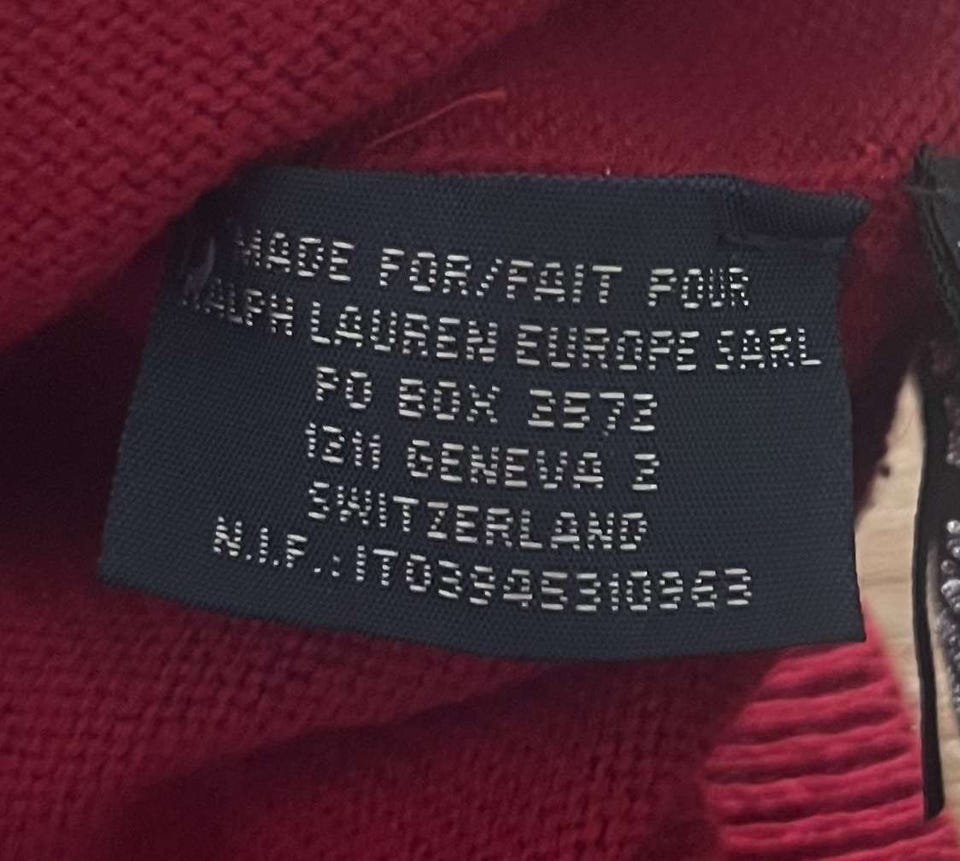 MADE FOR/FAIT POUR
RALPH LAUREN EUROPE SARL
PO BOX 2572
1211 GENEVA 2
SWITZERLAND
N.I.F.:IT03945310963